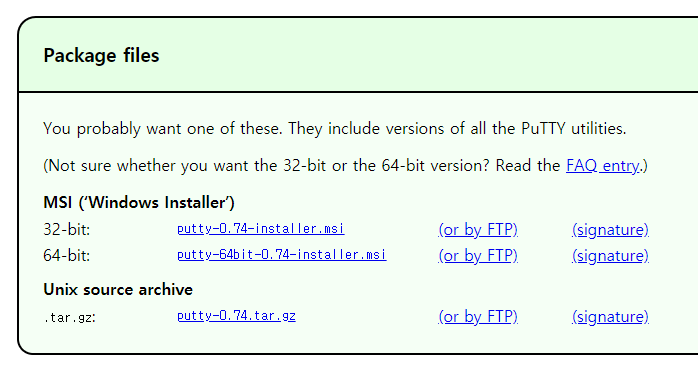 Package files
You probably want one of these. They include versions of all the PuTTY utilities.
(Not sure whether you want the 32-bit or the 64-bit version? Read the FAQ entry.)
MSI (‘Windows Installer’)
32-bit: putty-0.74-installer.msi (or by FTP) (signature)
64-bit: putty-64bit-0.74-installer.msi (or by FTP) (signature)
Unix source archive
.tar.gz: putty-0.74.tar.gz (or by FTP) (signature)